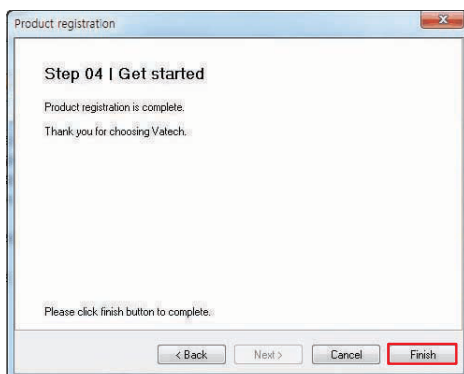 Product registration
Step 04 | Get started
Product registration is complete.
Thank you for choosing Vatech.
Please click finish button to complete.
< Back Next > Cancel Finish